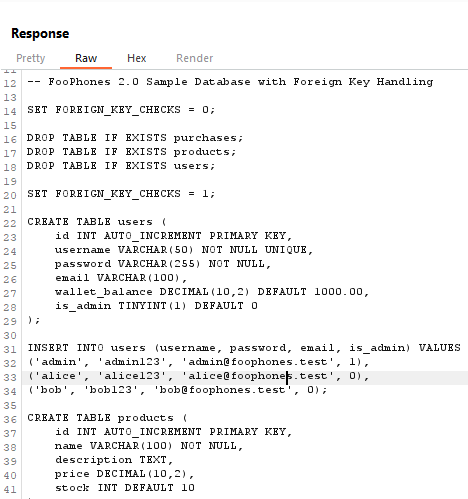 Response
Pretty Raw Hex Render
12 -- FooPhones 2.0 Sample Database with Foreign Key Handling
13
14 SET FOREIGN_KEY_CHECKS = 0;
15
16 DROP TABLE IF EXISTS purchases;
17 DROP TABLE IF EXISTS products;
18 DROP TABLE IF EXISTS users;
19
20 SET FOREIGN_KEY_CHECKS = 1;
21
22 CREATE TABLE users (
23 id INT AUTO_INCREMENT PRIMARY KEY,
24 username VARCHAR(50) NOT NULL UNIQUE,
25 password VARCHAR(255) NOT NULL,
26 email VARCHAR(100),
27 wallet_balance DECIMAL(10,2) DEFAULT 1000.00,
28 is_admin TINYINT(1) DEFAULT 0
29 );
30
31 INSERT INTO users (username, password, email, is_admin) VALUES
32 ('admin', 'admin123', 'admin@foophones.test', 1),
33 ('alice', 'alice123', 'alice@foophones.test', 0),
34 ('bob', 'bob123', 'bob@foophones.test', 0);
35
36 CREATE TABLE products (
37 id INT AUTO_INCREMENT PRIMARY KEY,
38 name VARCHAR(100) NOT NULL,
39 description TEXT,
40 price DECIMAL(10,2),
41 stock INT DEFAULT 10